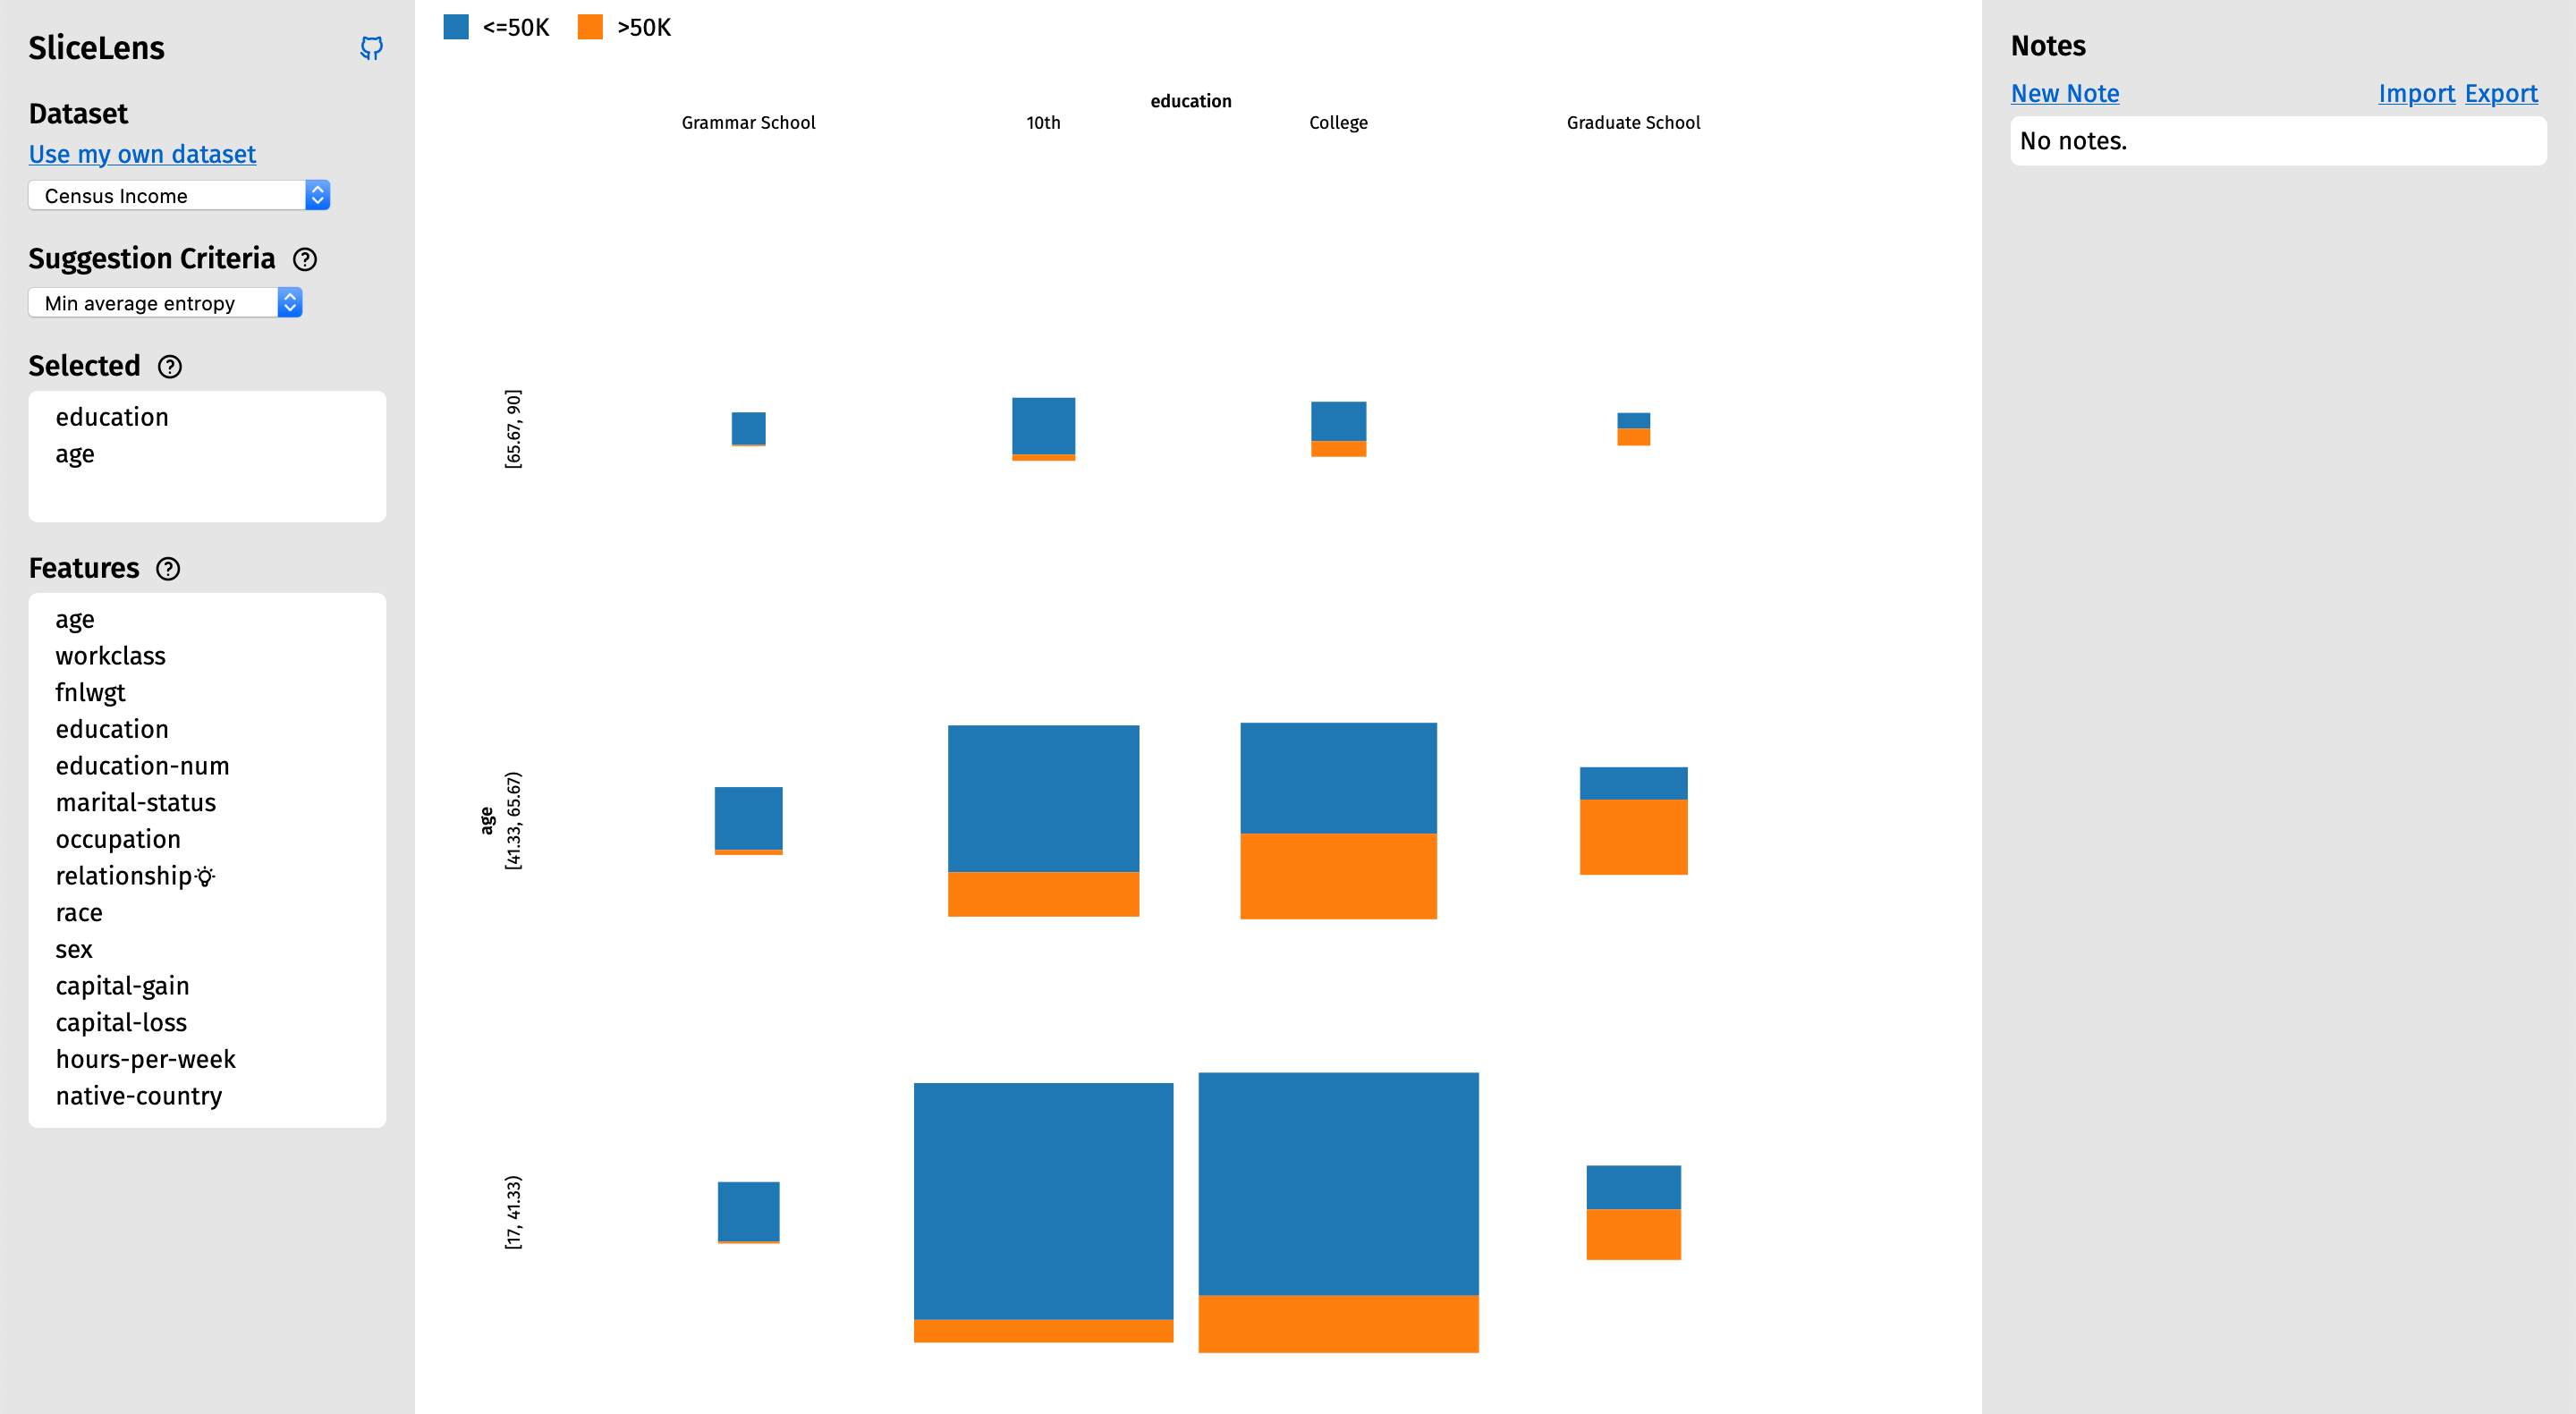 SliceLens
Dataset
Use my own dataset
Census Income
Suggestion Criteria
Min average entropy
Selected
education
age
Features
age
workclass
fnlwgt
education
education-num
marital-status
occupation
relationship
race
sex
capital-gain
capital-loss
hours-per-week
native-country
<=50K >50K
education
Grammar School 10th College Graduate School
[65.67, 90]
age
[41.33, 65.67)
[17, 41.33)
Notes
New Note Import Export
No notes.